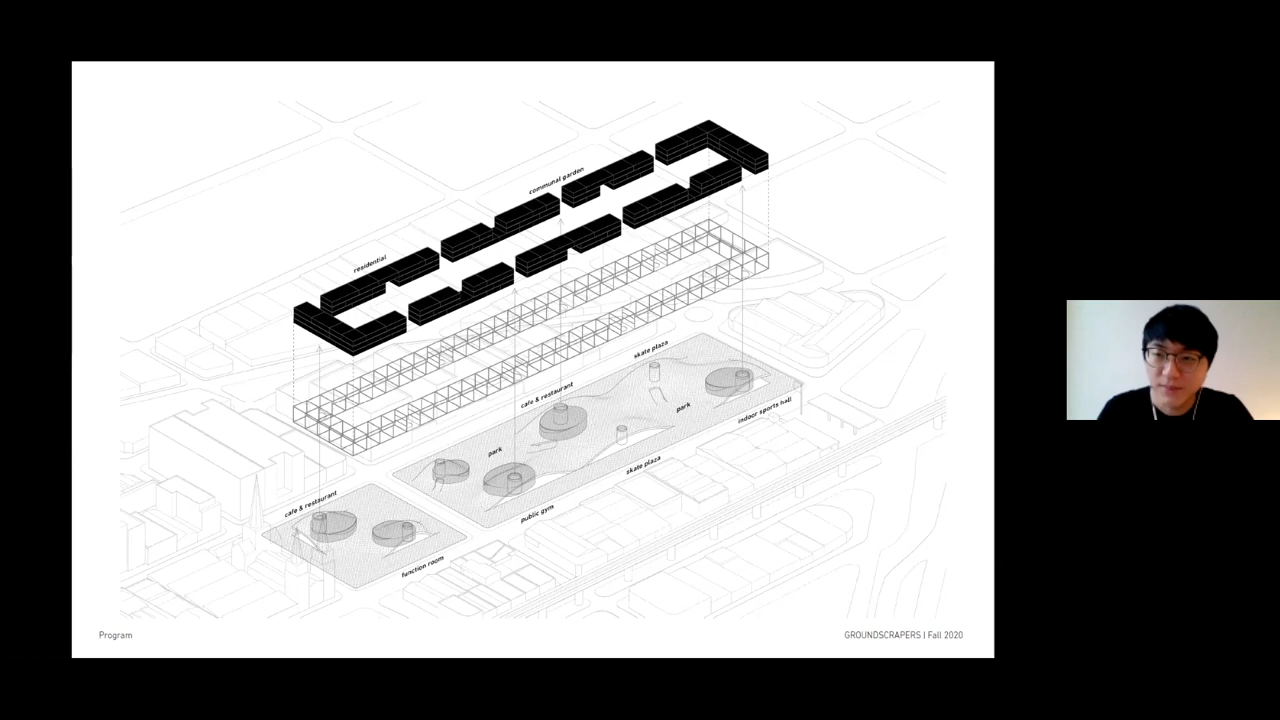 communal garden
residential
skate plaza
cafe & restaurant
park
indoor sports hall
park
skate plaza
cafe & restaurant
public gym
function room
Program
GROUNDSCRAPERS | Fall 2020